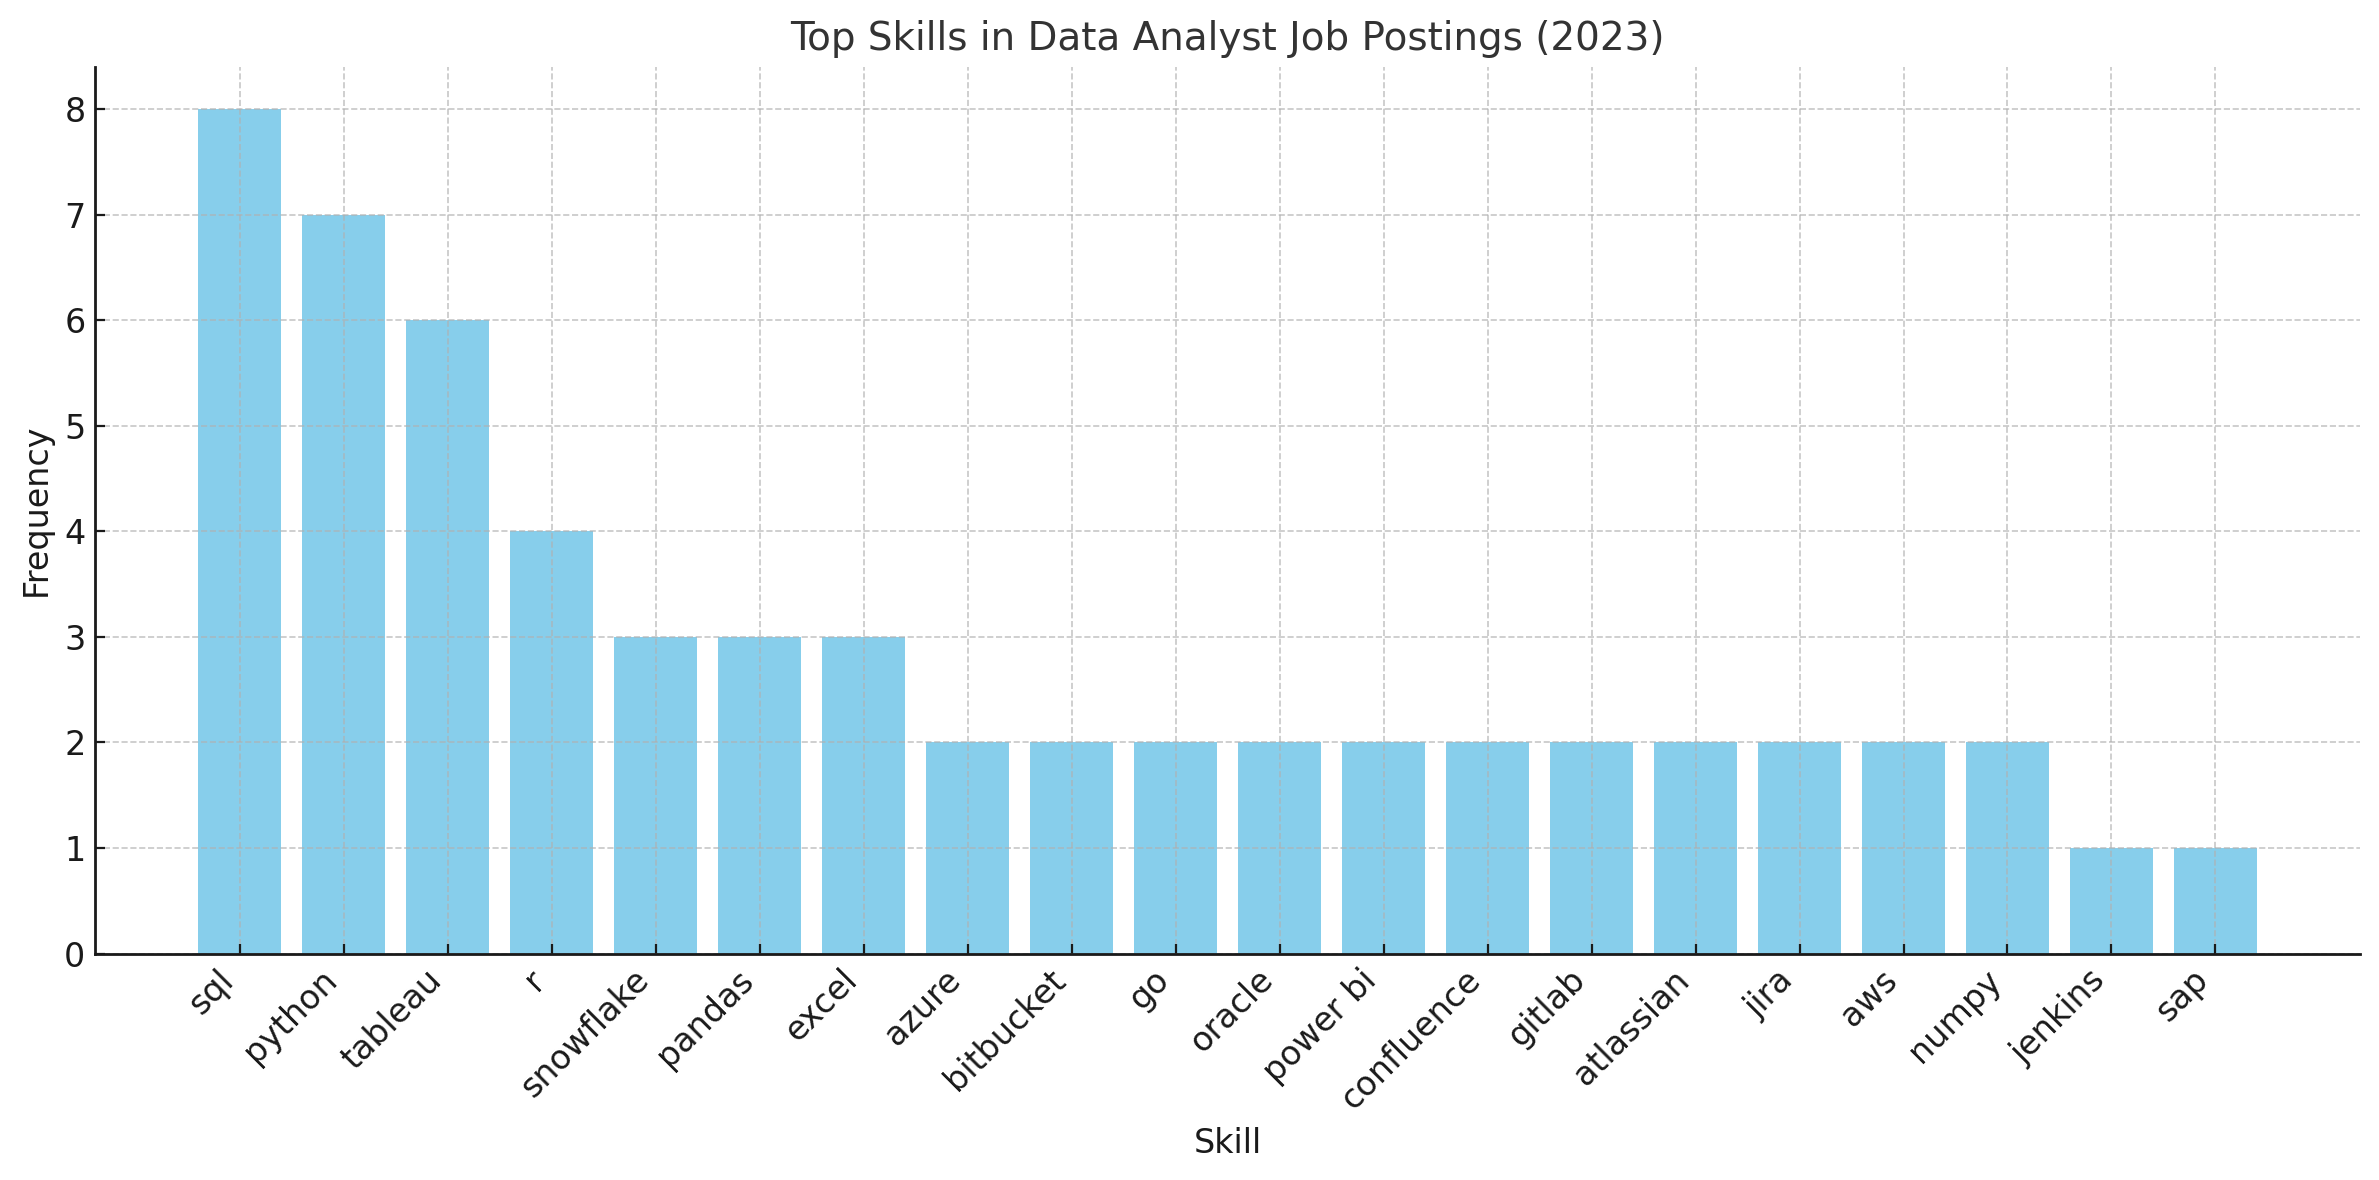 Top Skills in Data Analyst Job Postings (2023)
Frequency
8
7
6
5
4
3
2
1
0
sql
python
tableau
r
snowflake
pandas
excel
azure
bitbucket
go
oracle
power bi
confluence
gitlab
atlassian
jira
aws
numpy
jenkins
sap
Skill